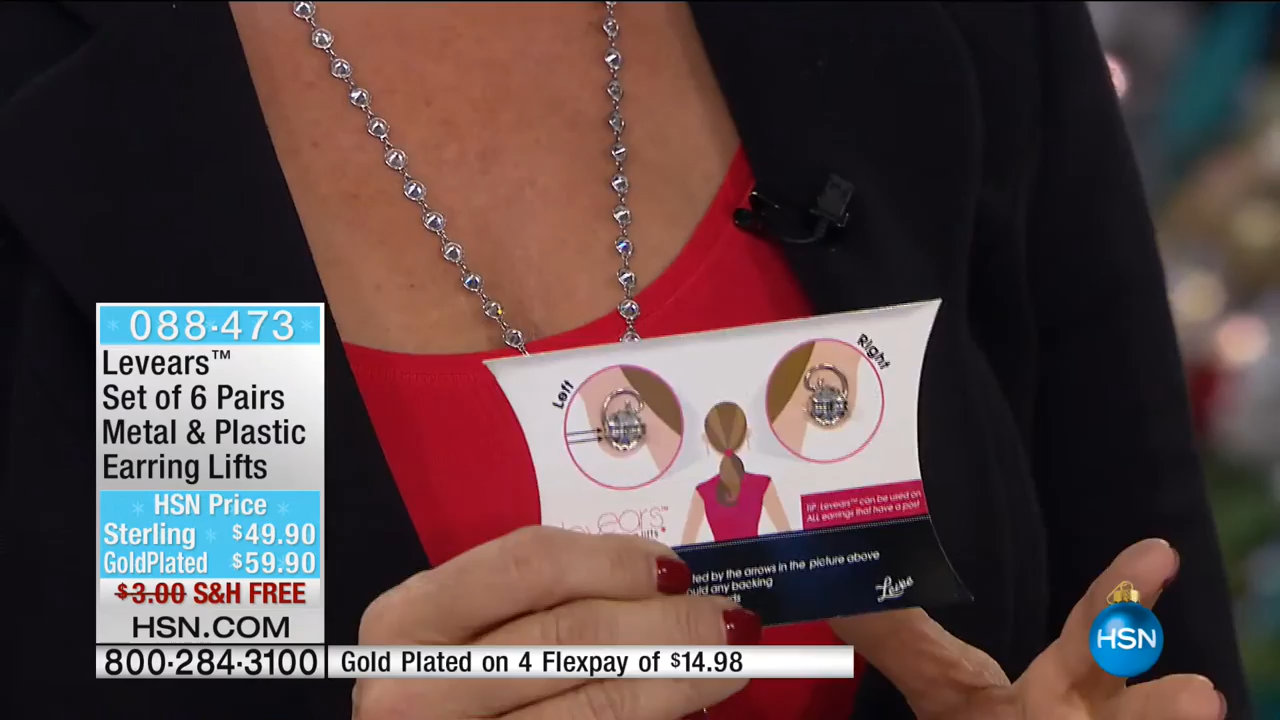 088·473
Levears™
Set of 6 Pairs
Metal & Plastic
Earring Lifts
HSN Price
Sterling $49.90
GoldPlated $59.90
$3.00 S&H FREE
HSN.COM
800·284·3100
Gold Plated on 4 Flexpay of $14.98
HSN
Left
Right
TIP: Levears™ can be used on
ALL earrings that have a post
levears™
lifts
ted by the arrows in the picture above
ould any backing
ds